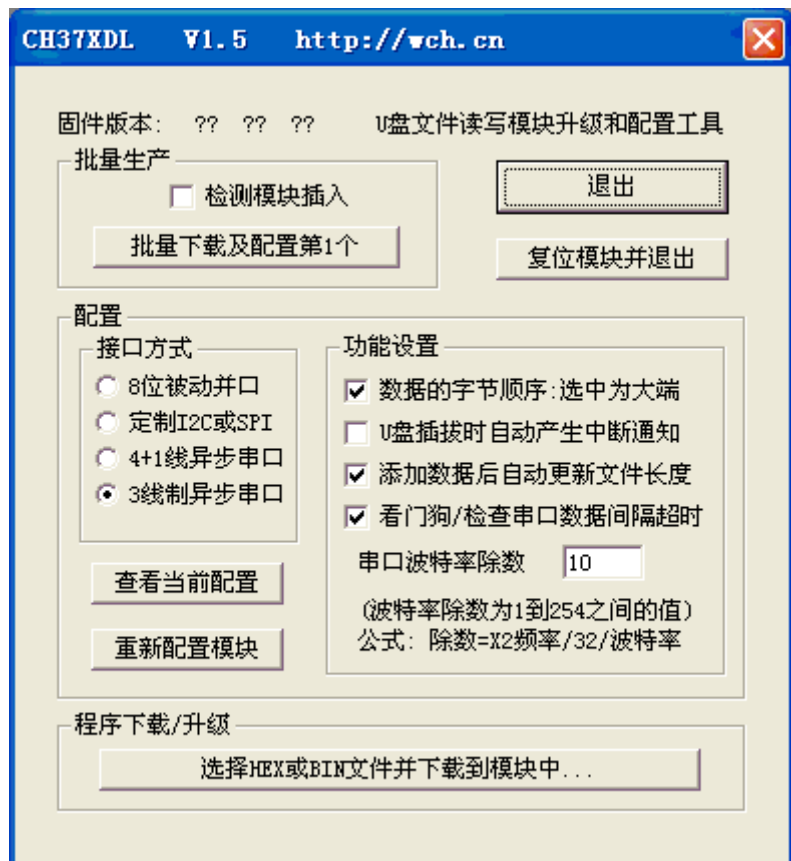 CH37XDL V1.5 http://wch.cn
固件版本: ?? ?? ?? U盘文件读写模块升级和配置工具
批量生产
检测模块插入
批量下载及配置第1个
退出
复位模块并退出
配置
接口方式
8位被动并口
定制I2C或SPI
4+1线异步串口
3线制异步串口
查看当前配置
重新配置模块
功能设置
数据的字节顺序:选中为大端
U盘插拔时自动产生中断通知
添加数据后自动更新文件长度
看门狗/检查串口数据间隔超时
串口波特率除数 10
(波特率除数为1到254之间的值)
公式: 除数=X2频率/32/波特率
程序下载/升级
选择HEX或BIN文件并下载到模块中...